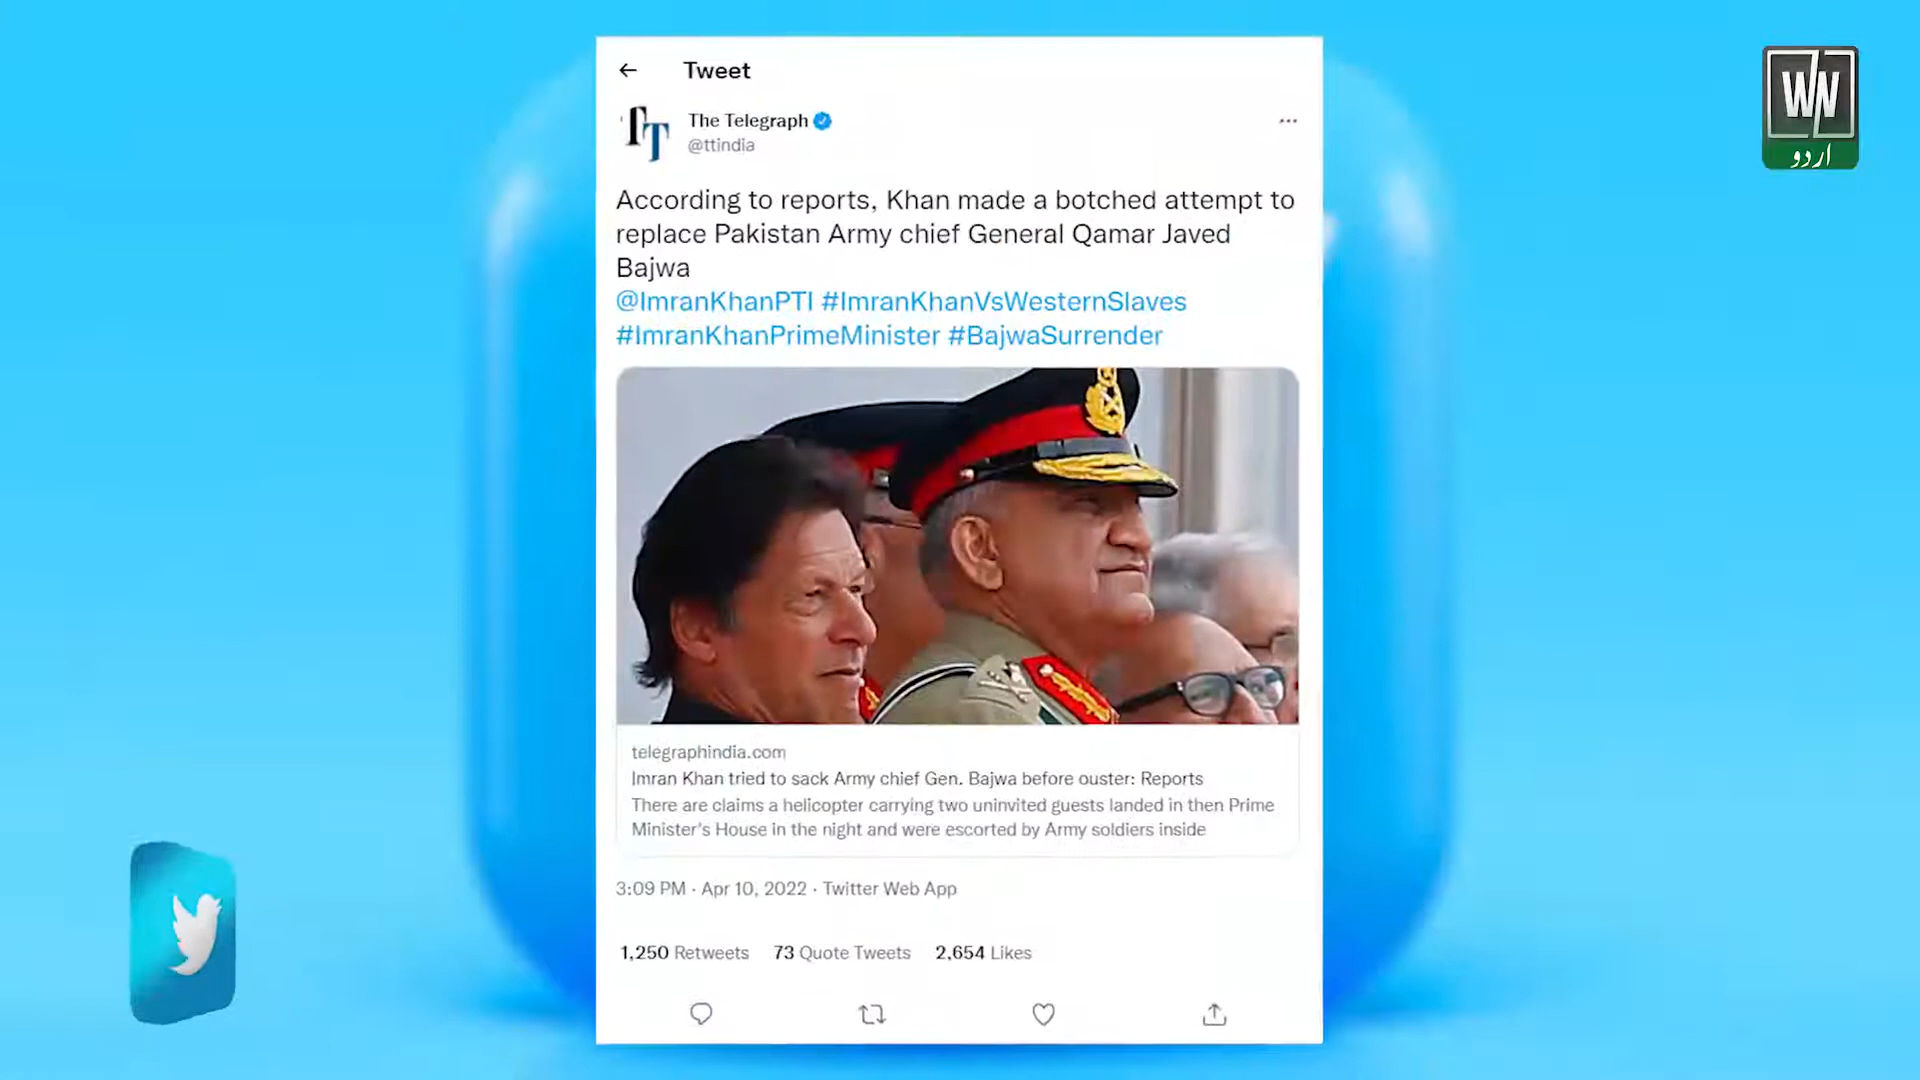 Tweet
The Telegraph
@ttindia
According to reports, Khan made a botched attempt to
replace Pakistan Army chief General Qamar Javed
Bajwa
@ImranKhanPTI #ImranKhanVsWesternSlaves
#ImranKhanPrimeMinister #BajwaSurrender
telegraphindia.com
Imran Khan tried to sack Army chief Gen. Bajwa before ouster: Reports
There are claims a helicopter carrying two uninvited guests landed in then Prime
Minister's House in the night and were escorted by Army soldiers inside
3:09 PM · Apr 10, 2022 · Twitter Web App
1,250 Retweets 73 Quote Tweets 2,654 Likes
WN
اردو